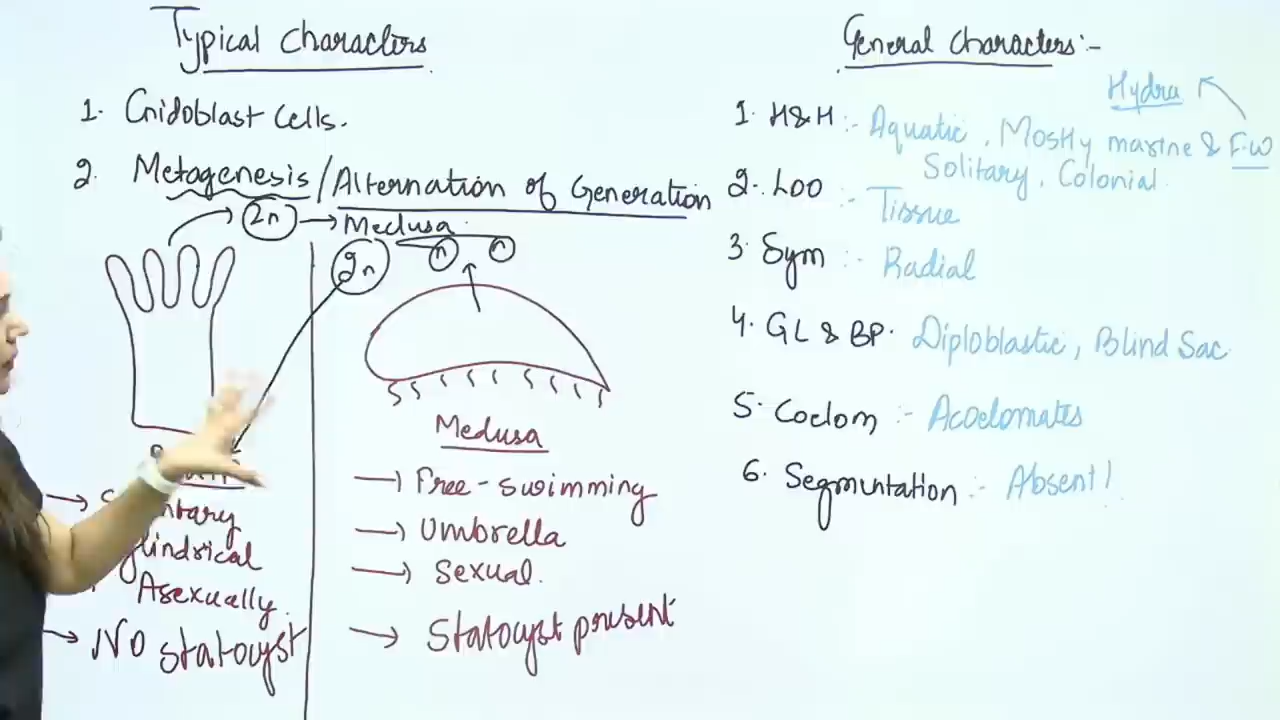 Typical Characters
1. Cnidoblast Cells.
2. Metagenesis/Alternation of Generation
2n → Medusa
2n
n n
Medusa
→ Free-swimming
→ Umbrella
→ Sexual.
→ Statocyst present
lindrical
Asexually.
→ No statocyst
General Characters:-
Hydra
1. H&H :- Aquatic, Mostly marine & F.W
Solitary, Colonial.
2. LOO :- Tissue
3. Sym :- Radial
4. GL & BP. Diploblastic, Blind Sac
5. Coelom :- Acoelomates
6. Segmentation :- Absent!